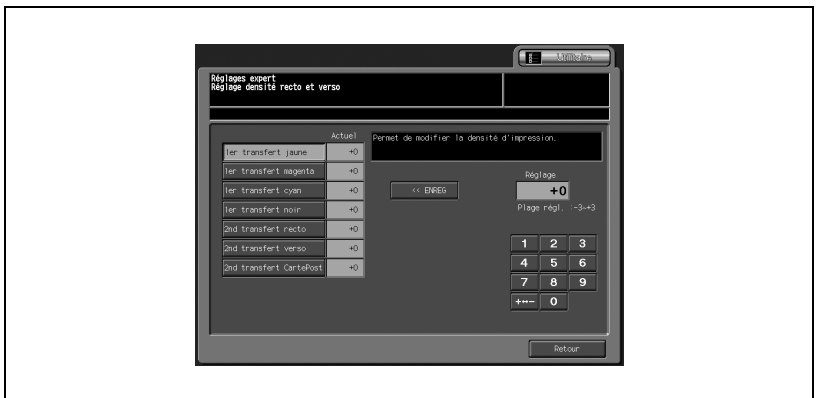 Utilitaire
Réglages expert
Réglage densité recto et verso
Actuel
Permet de modifier la densité d'impression.
1er transfert jaune +0
1er transfert magenta +0
1er transfert cyan +0
1er transfert noir +0
2nd transfert recto +0
2nd transfert verso +0
2nd transfert CartePost +0
<< ENREG
Réglage
+0
Plage régl. :-3~+3
1 2 3
4 5 6
7 8 9
+↔- 0
Retour